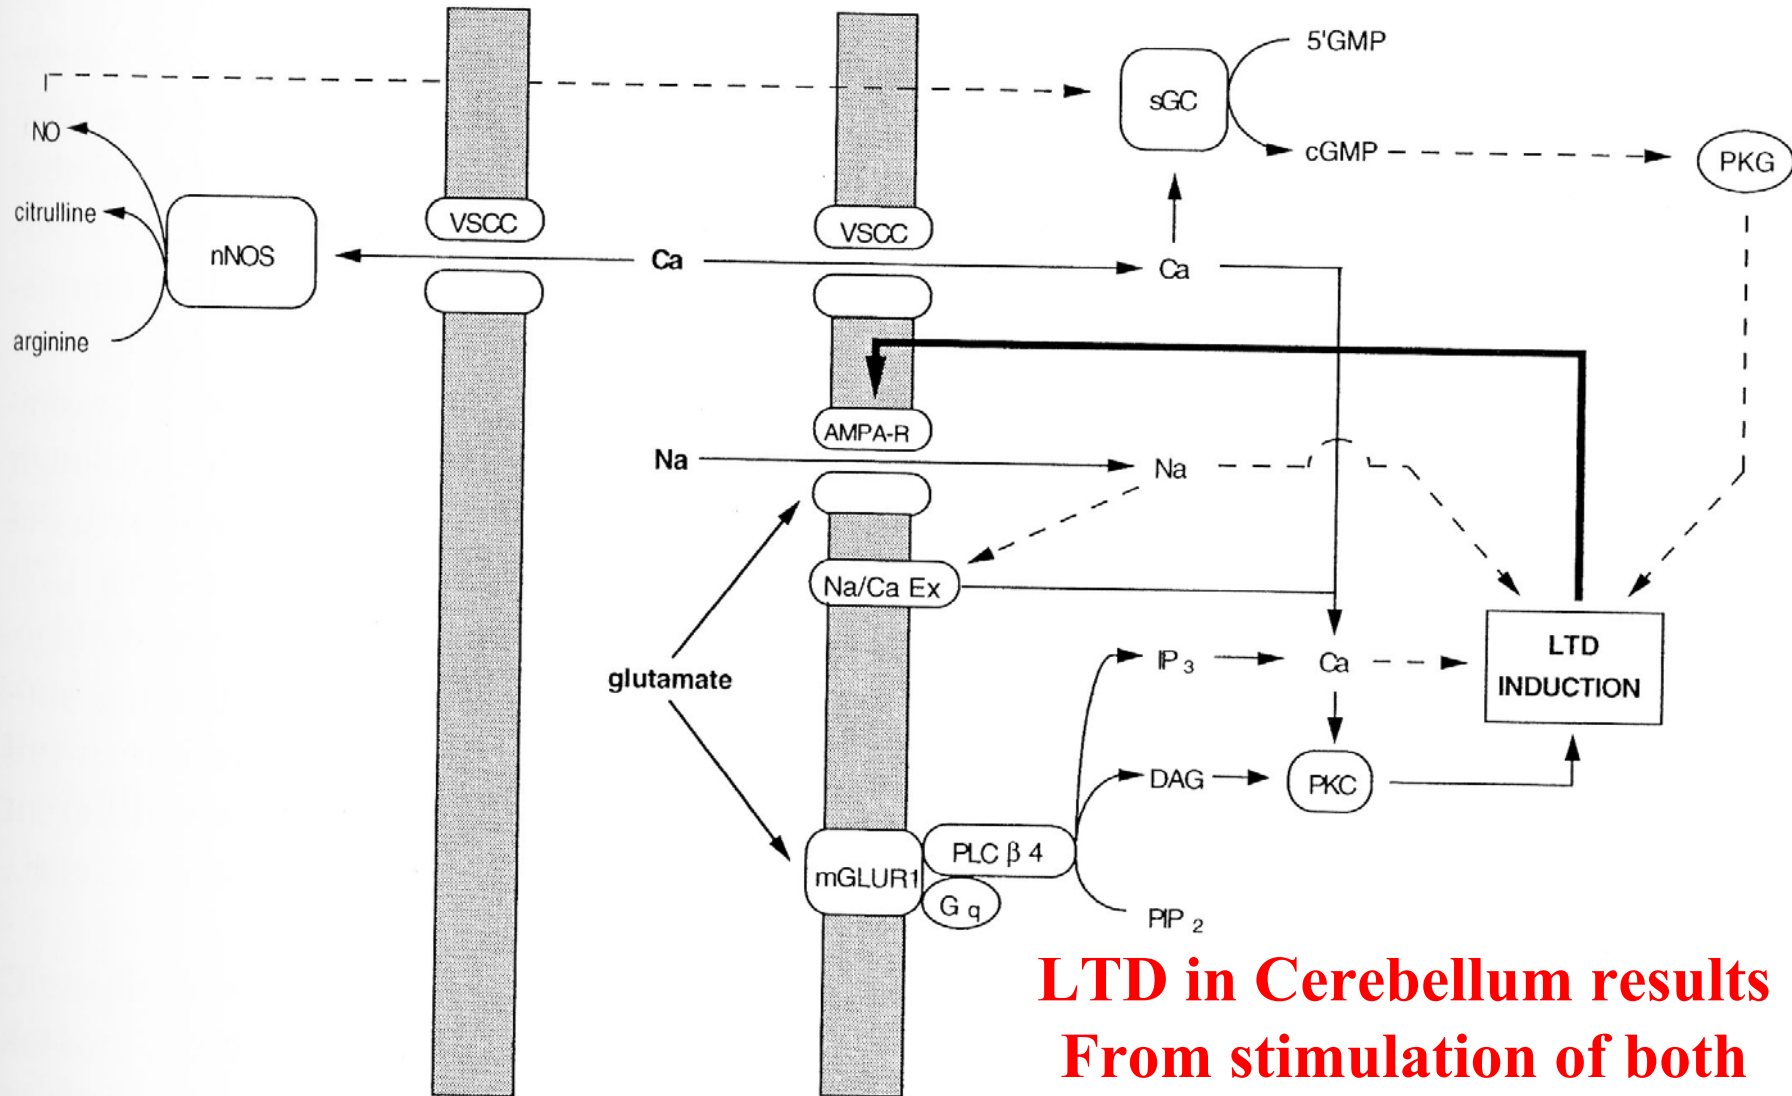 5'GMP
sGC
NO
cGMP
PKG
citrulline
VSCC
VSCC
nNOS
Ca
Ca
arginine
AMPA-R
Na
Na
Na/Ca Ex
glutamate
IP 3
Ca
LTD
INDUCTION
DAG
PKC
PLC β 4
mGLUR1
G q
PIP 2
LTD in Cerebellum results
From stimulation of both